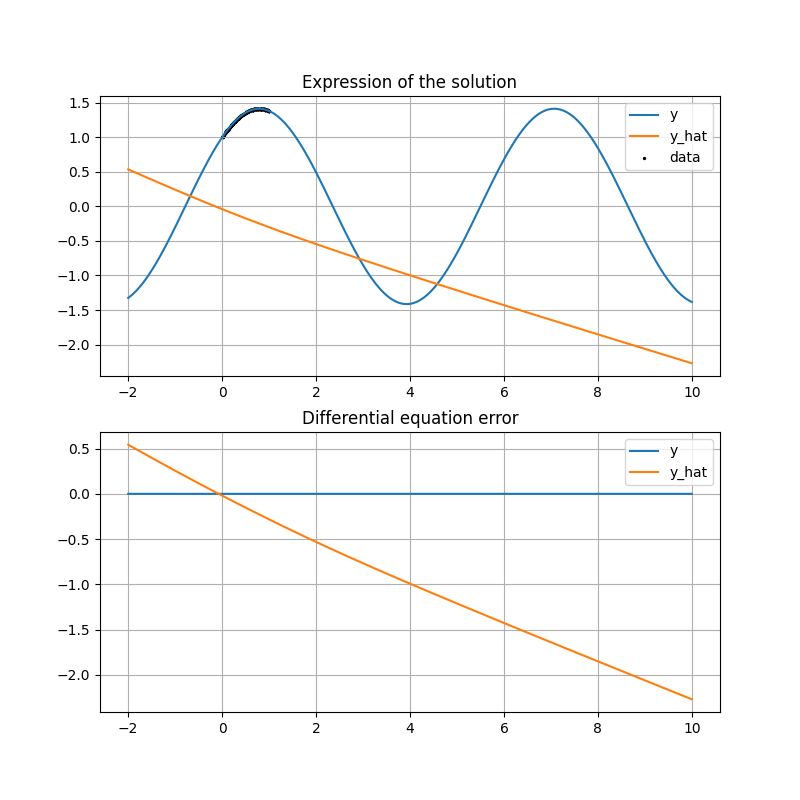 Expression of the solution
1.5
1.0
0.5
0.0
−0.5
−1.0
−1.5
−2.0
y
y_hat
data
−2 0 2 4 6 8 10
Differential equation error
0.5
0.0
−0.5
−1.0
−1.5
−2.0
y
y_hat
−2 0 2 4 6 8 10